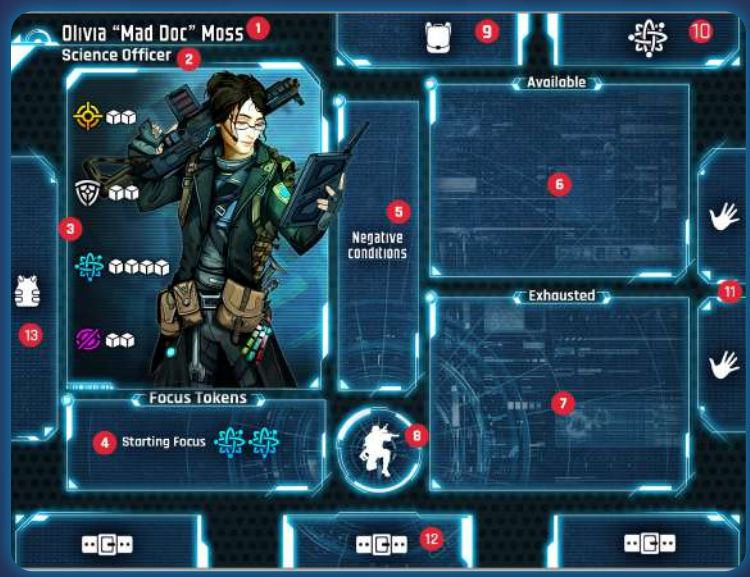 Olivia “Mad Doc” Moss 1
Science Officer 2
9
10
Available
3
5
Negative
conditions
6
11
13
Exhausted
7
Focus Tokens
4 Starting Focus
8
12